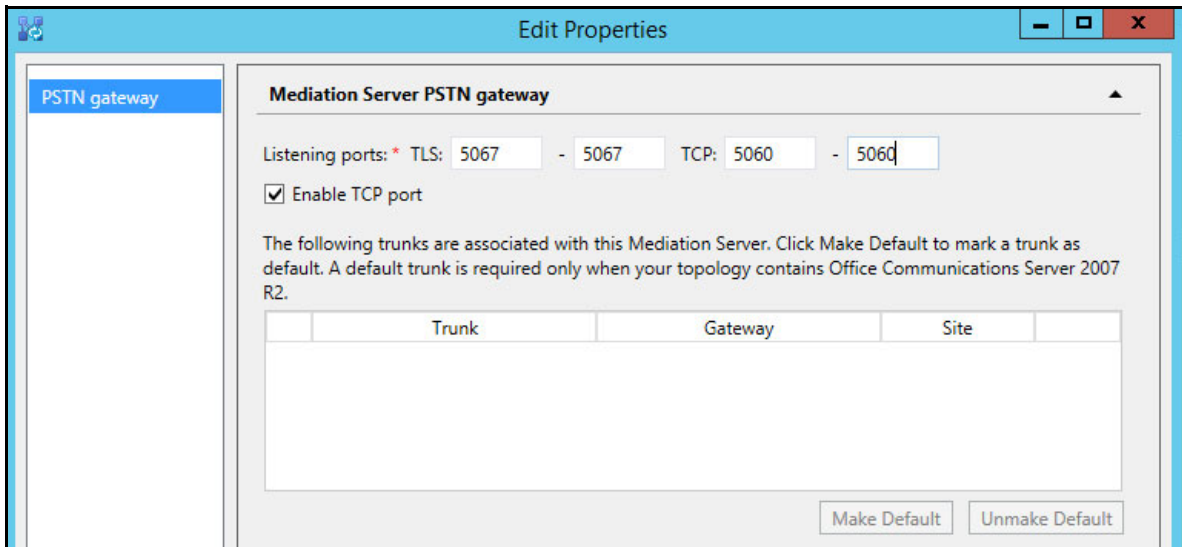 Edit Properties
PSTN gateway
Mediation Server PSTN gateway
Listening ports: * TLS: 5067 - 5067 TCP: 5060 - 5060
Enable TCP port
The following trunks are associated with this Mediation Server. Click Make Default to mark a trunk as
default. A default trunk is required only when your topology contains Office Communications Server 2007
R2.
Trunk Gateway Site
Make Default Unmake Default